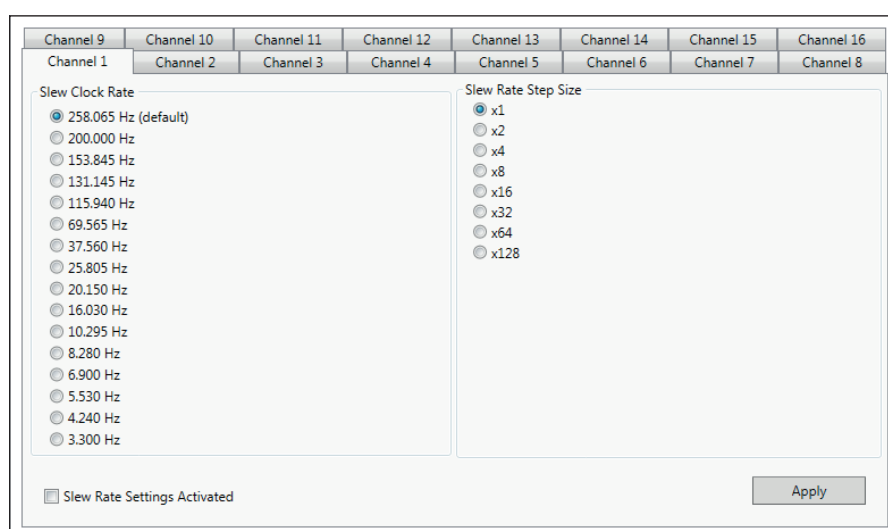 Channel 9 Channel 10 Channel 11 Channel 12 Channel 13 Channel 14 Channel 15 Channel 16
Channel 1 Channel 2 Channel 3 Channel 4 Channel 5 Channel 6 Channel 7 Channel 8
Slew Clock Rate
258.065 Hz (default)
200.000 Hz
153.845 Hz
131.145 Hz
115.940 Hz
69.565 Hz
37.560 Hz
25.805 Hz
20.150 Hz
16.030 Hz
10.295 Hz
8.280 Hz
6.900 Hz
5.530 Hz
4.240 Hz
3.300 Hz
Slew Rate Step Size
x1
x2
x4
x8
x16
x32
x64
x128
Slew Rate Settings Activated
Apply